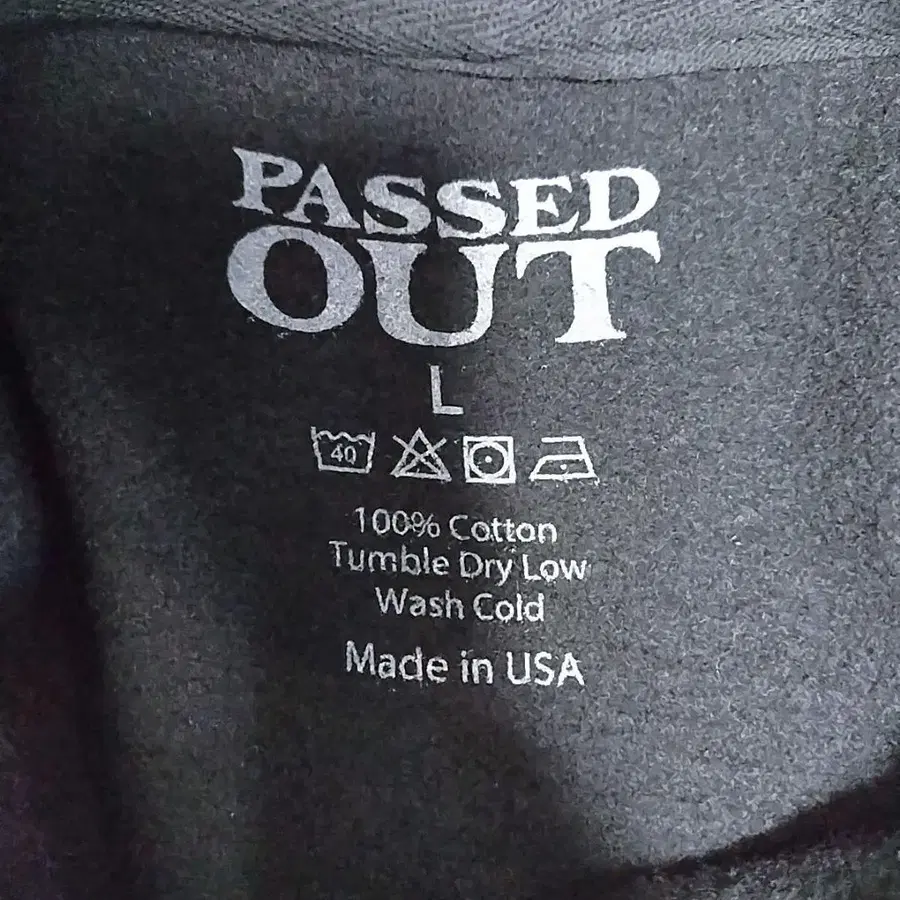 PASSED
OUT
L
40
100% Cotton
Tumble Dry Low
Wash Cold
Made in USA